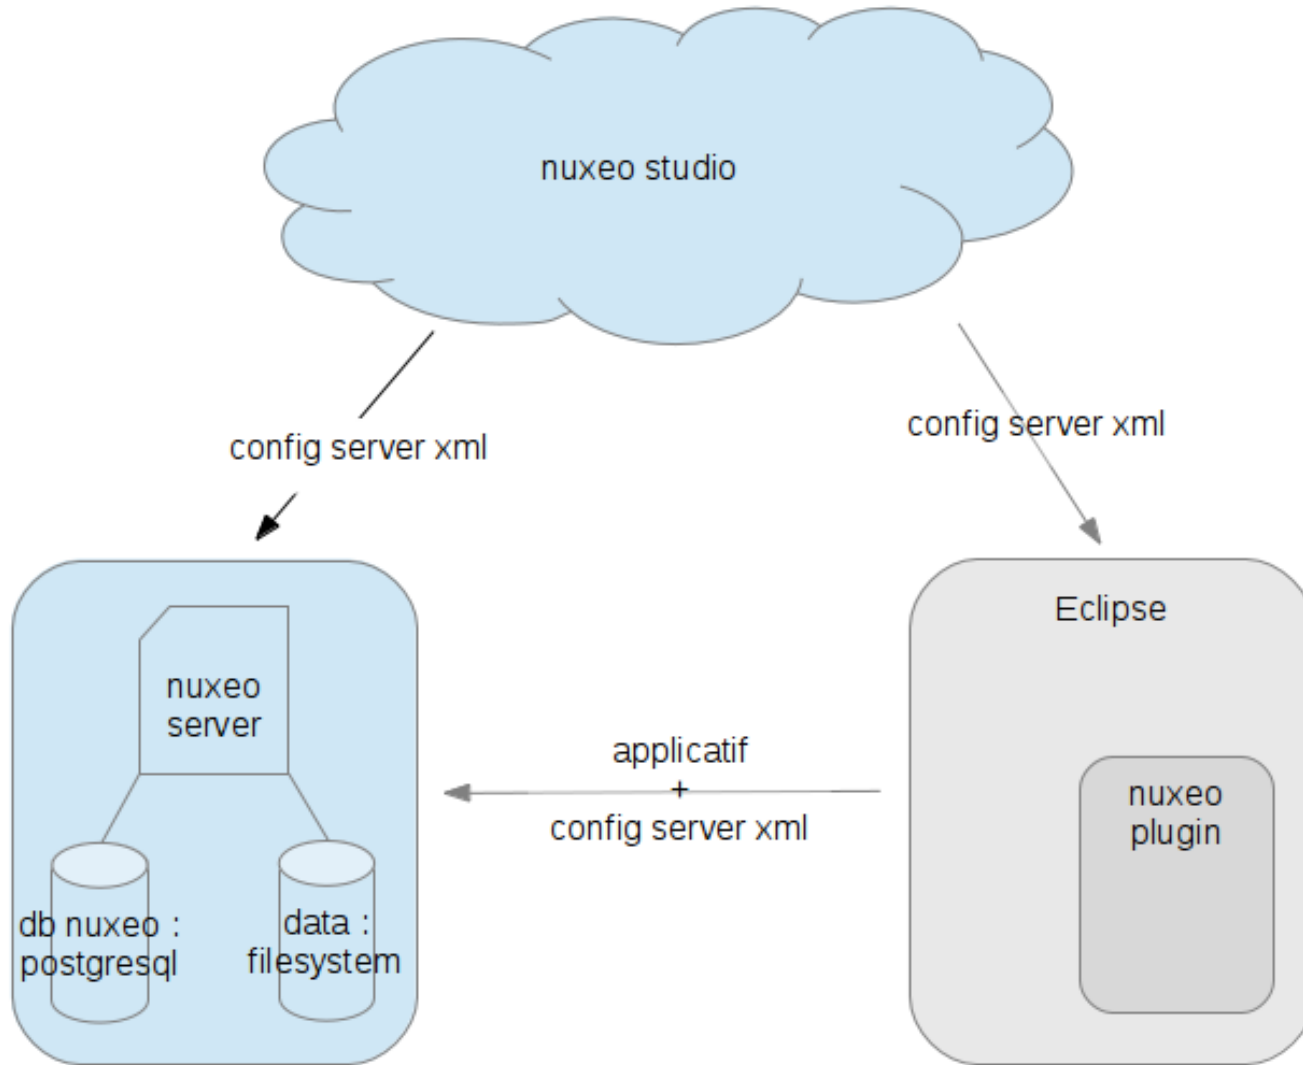 nuxeo studio
config server xml
config server xml
Eclipse
nuxeo
server
applicatif
+
config server xml
nuxeo
plugin
db nuxeo :
postgresql
data :
filesystem